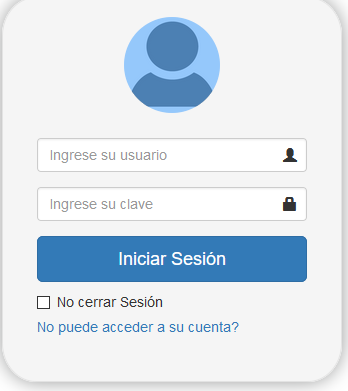 Ingrese su usuario
Ingrese su clave
Iniciar Sesión
No cerrar Sesión
No puede acceder a su cuenta?